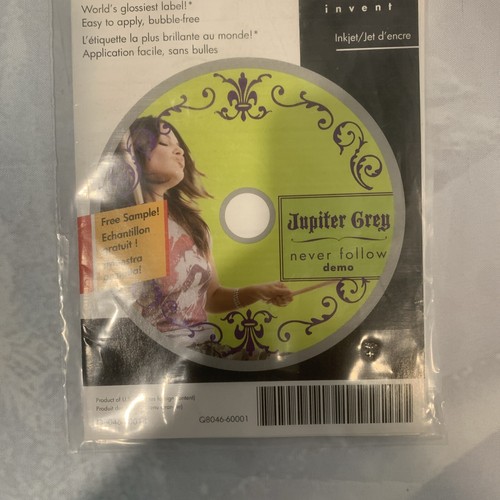 World's glossiest label!*
Easy to apply, bubble-free
L'étiquette la plus brillante au monde!*
Application facile, sans bulles
invent
Inkjet/Jet d'encre
Free Sample!
Echantillon
gratuit !
Jupiter Grey
never follow
demo
Product of U.S.
Q8046-60001